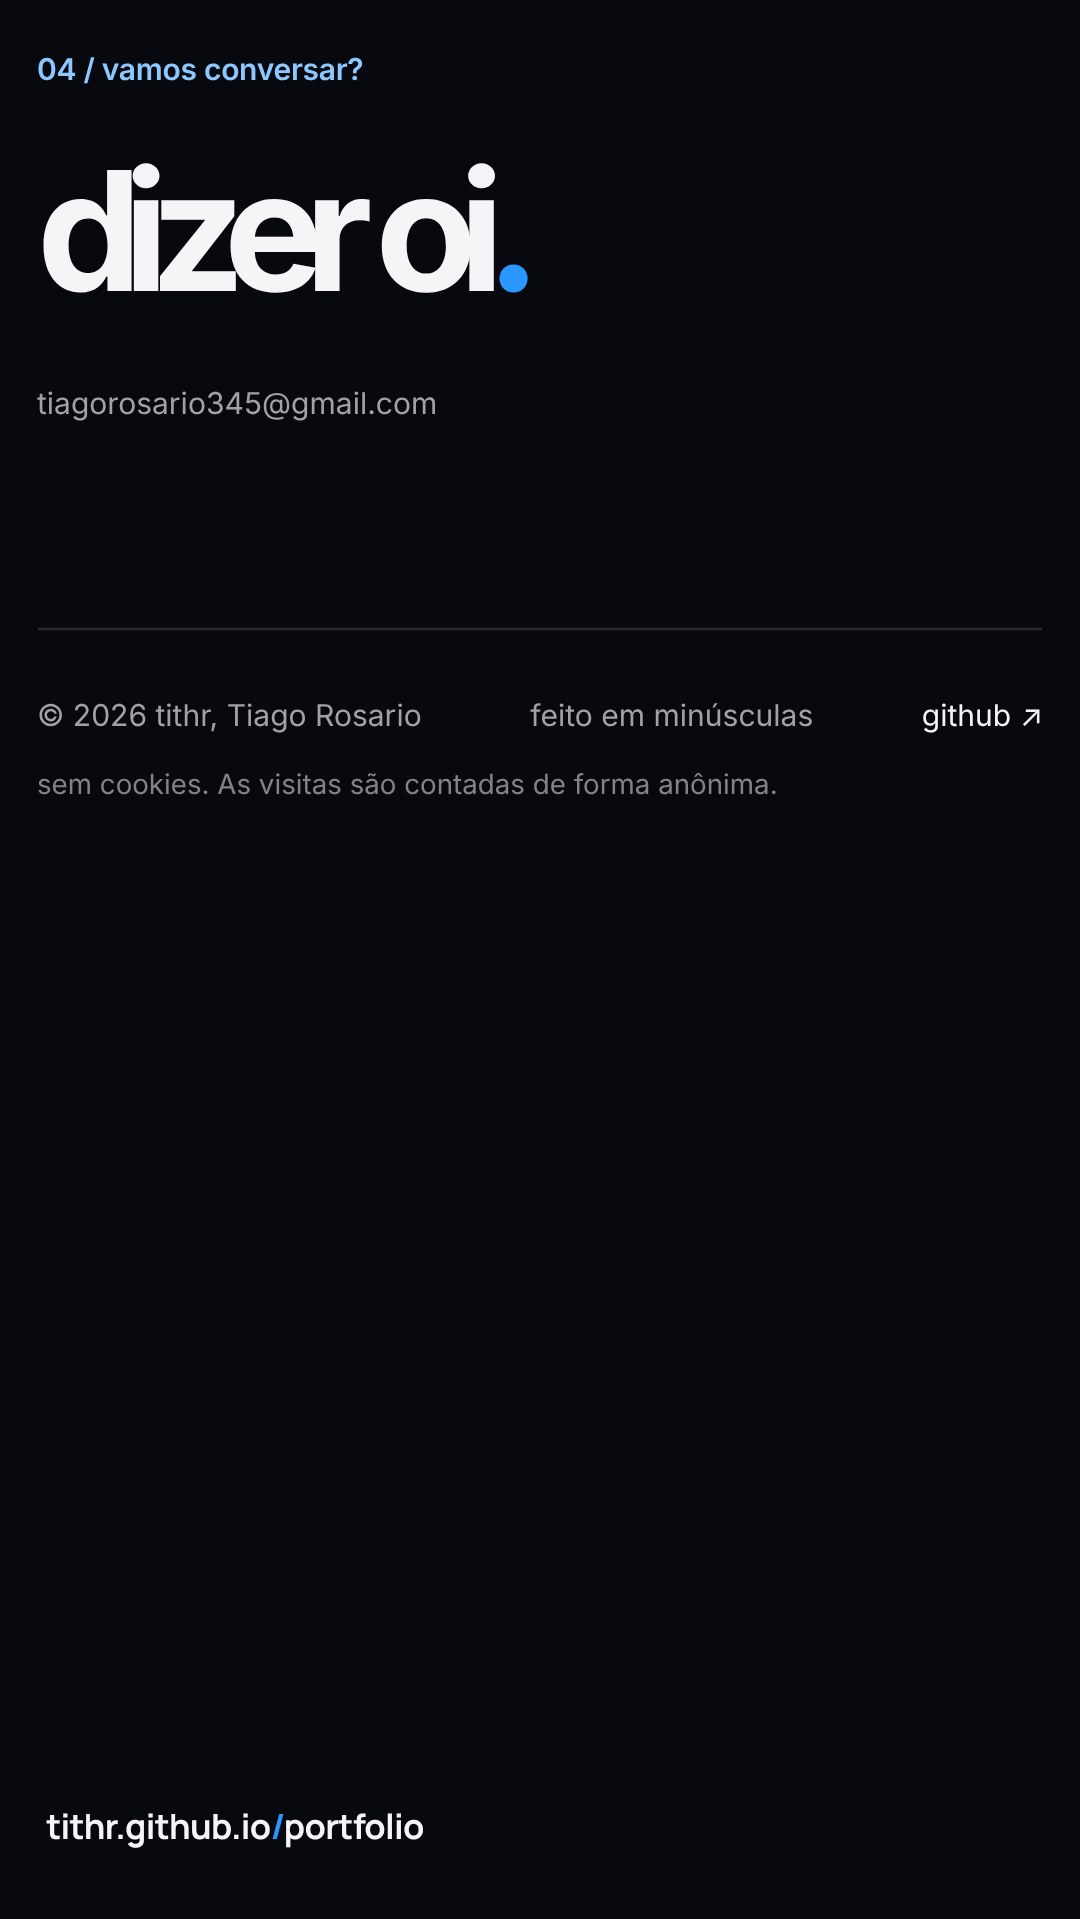 04 / vamos conversar?
dizer oi.
tiagorosario345@gmail.com
© 2026 tithr, Tiago Rosario feito em minúsculas github ↗
sem cookies. As visitas são contadas de forma anônima.
tithr.github.io/portfolio